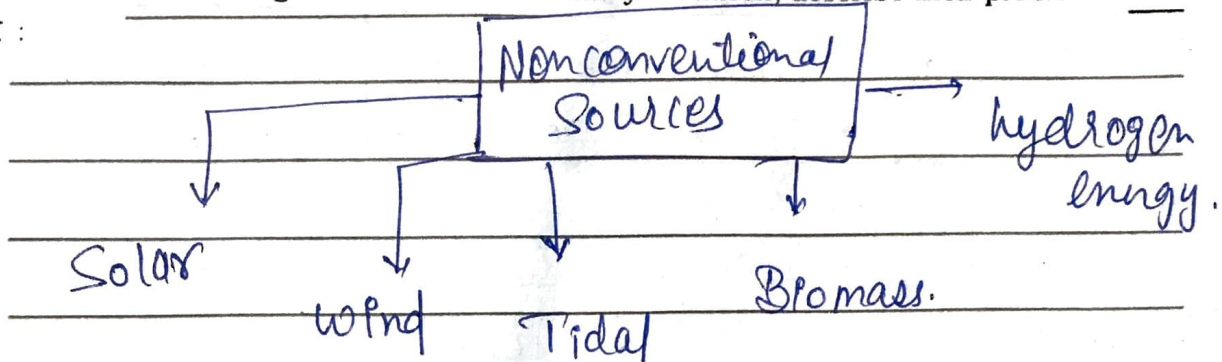 Nonconventional
Sources
hydrogen
energy.
Solar
Wind
Tidal
Biomass.